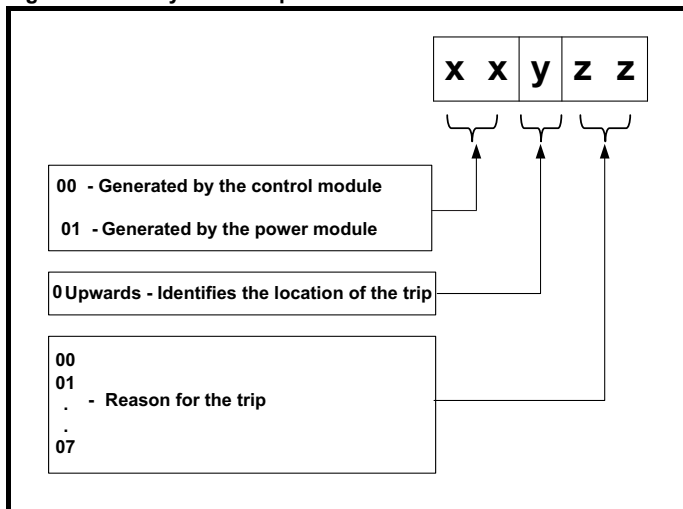 x x y z z
00 - Generated by the control module
01 - Generated by the power module
0 Upwards - Identifies the location of the trip
00
01
.
- Reason for the trip
.
07